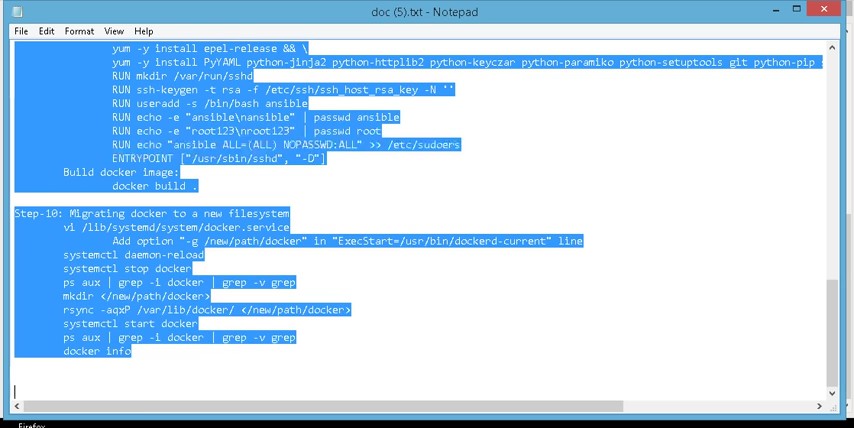 doc (5).txt - Notepad
File Edit Format View Help
yum -y install epel-release && \
yum -y install PyYAML python-jinja2 python-httplib2 python-keyczar python-paramiko python-setuptools git python-pip
RUN mkdir /var/run/sshd
RUN ssh-keygen -t rsa -f /etc/ssh/ssh_host_rsa_key -N ''
RUN useradd -s /bin/bash ansible
RUN echo -e "ansible\nansible" | passwd ansible
RUN echo -e "root123\nroot123" | passwd root
RUN echo "ansible ALL=(ALL) NOPASSWD:ALL" >> /etc/sudoers
ENTRYPOINT ["/usr/sbin/sshd", "-D"]
Build docker image:
docker build .
Step-10: Migrating docker to a new filesystem
vi /lib/systemd/system/docker.service
Add option "-g /new/path/docker" in "ExecStart=/usr/bin/dockerd-current" line
systemctl daemon-reload
systemctl stop docker
ps aux | grep -i docker | grep -v grep
mkdir </new/path/docker>
rsync -aqxP /var/lib/docker/ </new/path/docker>
systemctl start docker
ps aux | grep -i docker | grep -v grep
docker info
Firefox